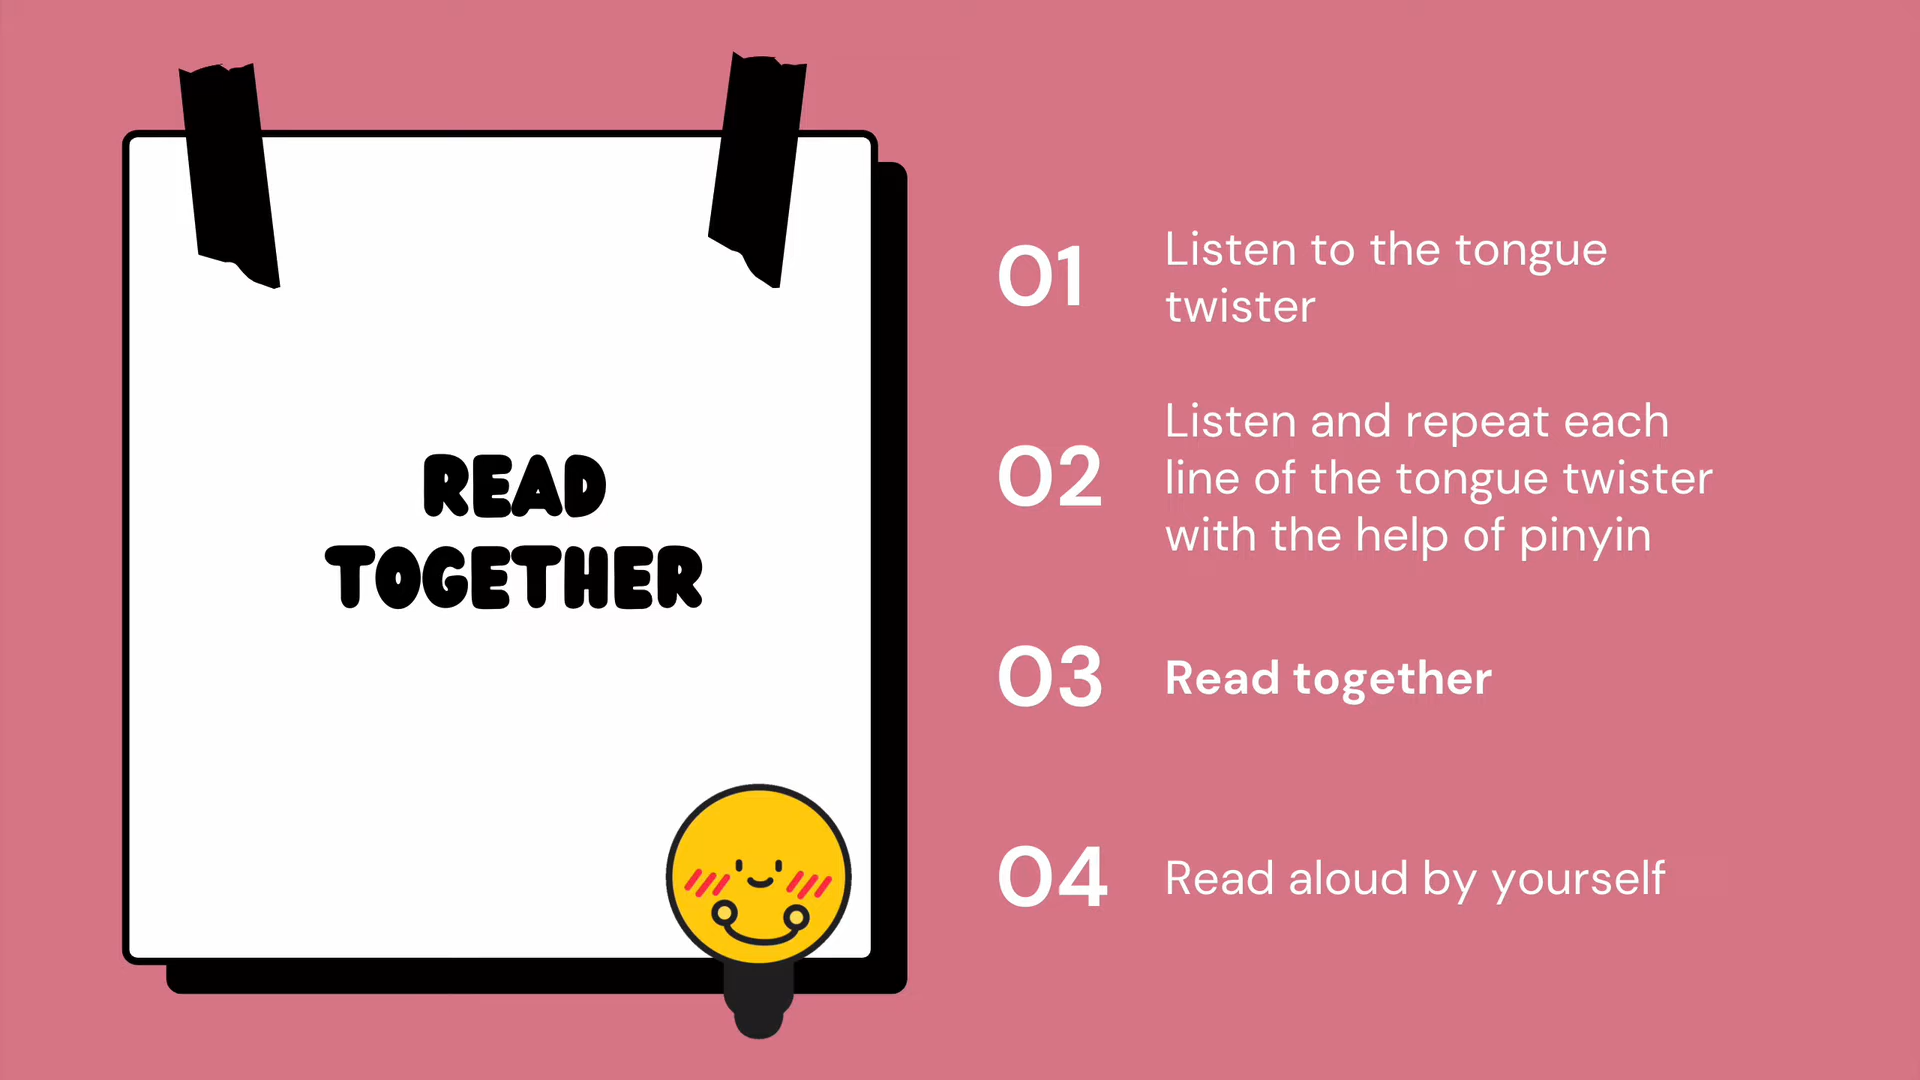 READ
TOGETHER
01
Listen to the tongue
twister
02
Listen and repeat each
line of the tongue twister
with the help of pinyin
03
Read together
04
Read aloud by yourself